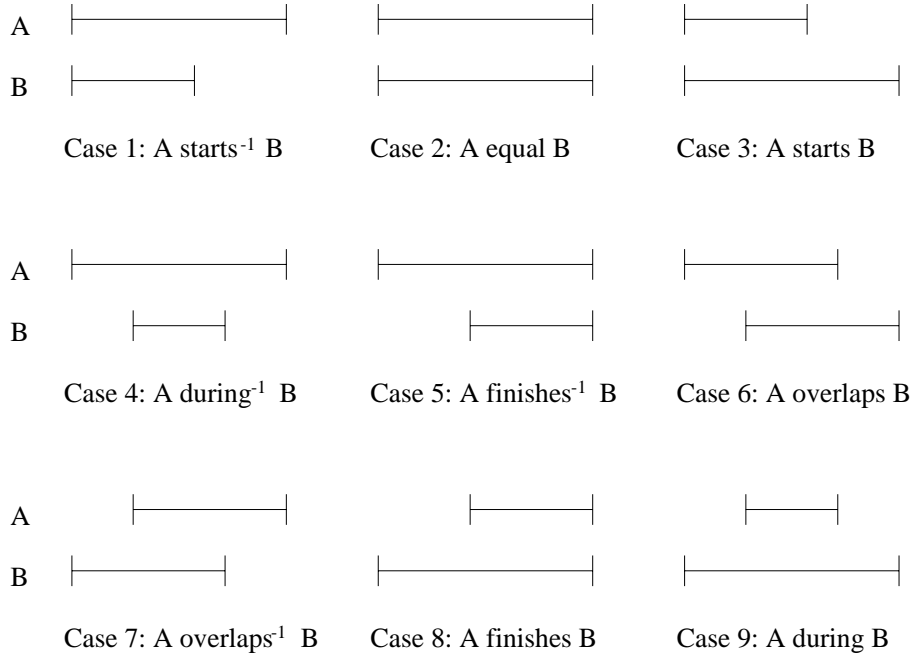 A
B
Case 1: A starts⁻¹ B
Case 2: A equal B
Case 3: A starts B
A
B
Case 4: A during⁻¹ B
Case 5: A finishes⁻¹ B
Case 6: A overlaps B
A
B
Case 7: A overlaps⁻¹ B
Case 8: A finishes B
Case 9: A during B